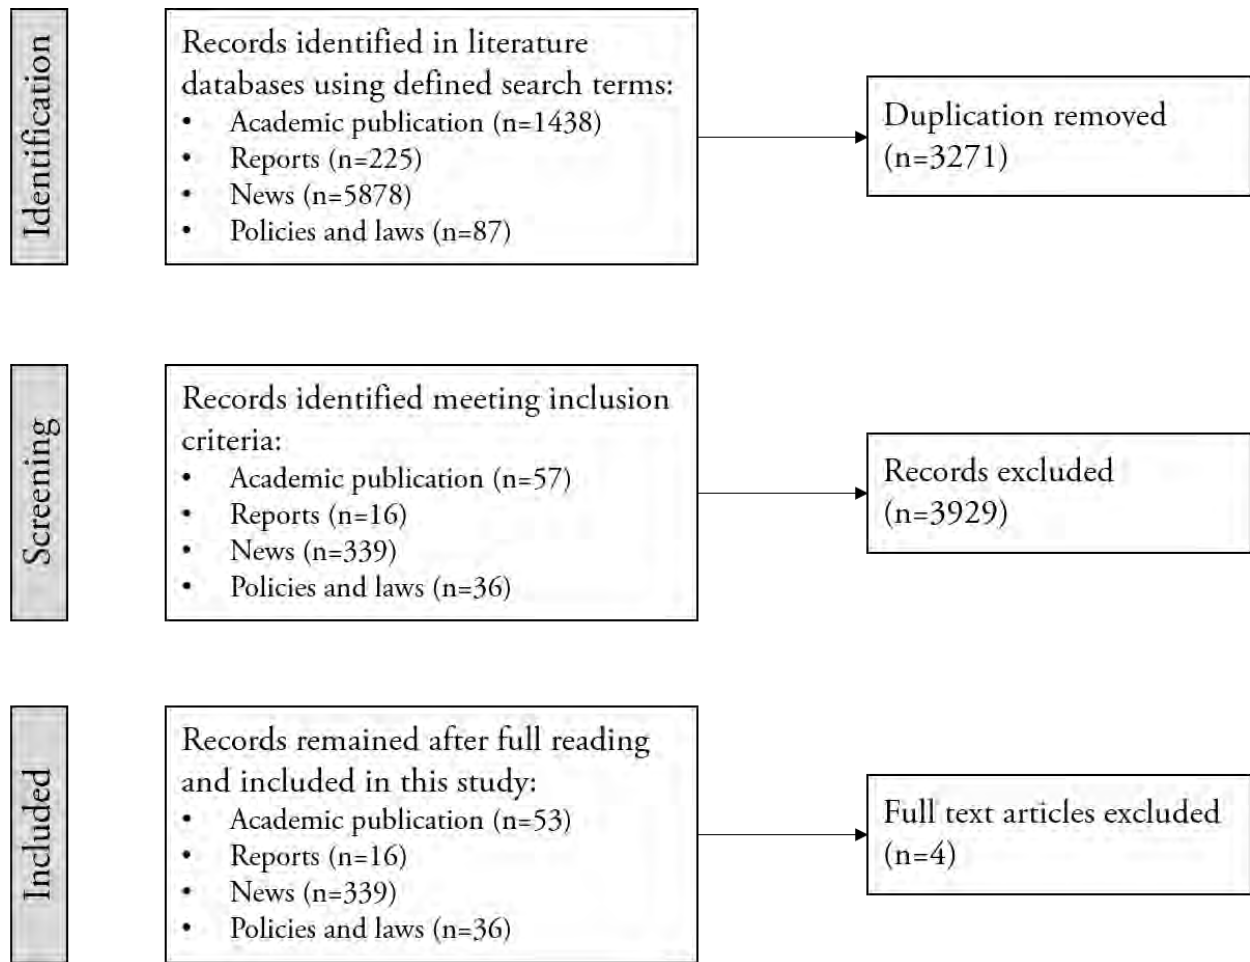 Identification
Records identified in literature
databases using defined search terms:
• Academic publication (n=1438)
• Reports (n=225)
• News (n=5878)
• Policies and laws (n=87)
Duplication removed
(n=3271)
Screening
Records identified meeting inclusion
criteria:
• Academic publication (n=57)
• Reports (n=16)
• News (n=339)
• Policies and laws (n=36)
Records excluded
(n=3929)
Included
Records remained after full reading
and included in this study:
• Academic publication (n=53)
• Reports (n=16)
• News (n=339)
• Policies and laws (n=36)
Full text articles excluded
(n=4)